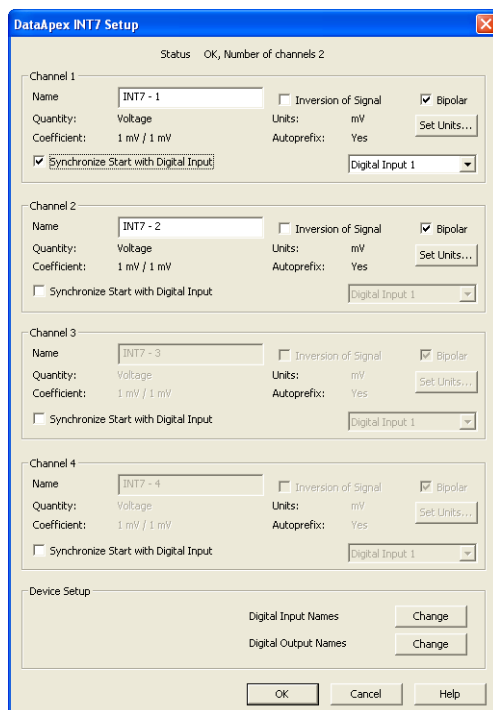 DataApex INT7 Setup
Status OK, Number of channels 2
Channel 1
Name INT7 - 1 Inversion of Signal Bipolar
Quantity: Voltage Units: mV Set Units...
Coefficient: 1 mV / 1 mV Autoprefix: Yes
Synchronize Start with Digital Input Digital Input 1
Channel 2
Name INT7 - 2 Inversion of Signal Bipolar
Quantity: Voltage Units: mV Set Units...
Coefficient: 1 mV / 1 mV Autoprefix: Yes
Synchronize Start with Digital Input Digital Input 1
Channel 3
Name INT7 - 3 Inversion of Signal Bipolar
Quantity: Voltage Units: mV Set Units...
Coefficient: 1 mV / 1 mV Autoprefix: Yes
Synchronize Start with Digital Input Digital Input 1
Channel 4
Name INT7 - 4 Inversion of Signal Bipolar
Quantity: Voltage Units: mV Set Units...
Coefficient: 1 mV / 1 mV Autoprefix: Yes
Synchronize Start with Digital Input Digital Input 1
Device Setup
Digital Input Names Change
Digital Output Names Change
OK Cancel Help